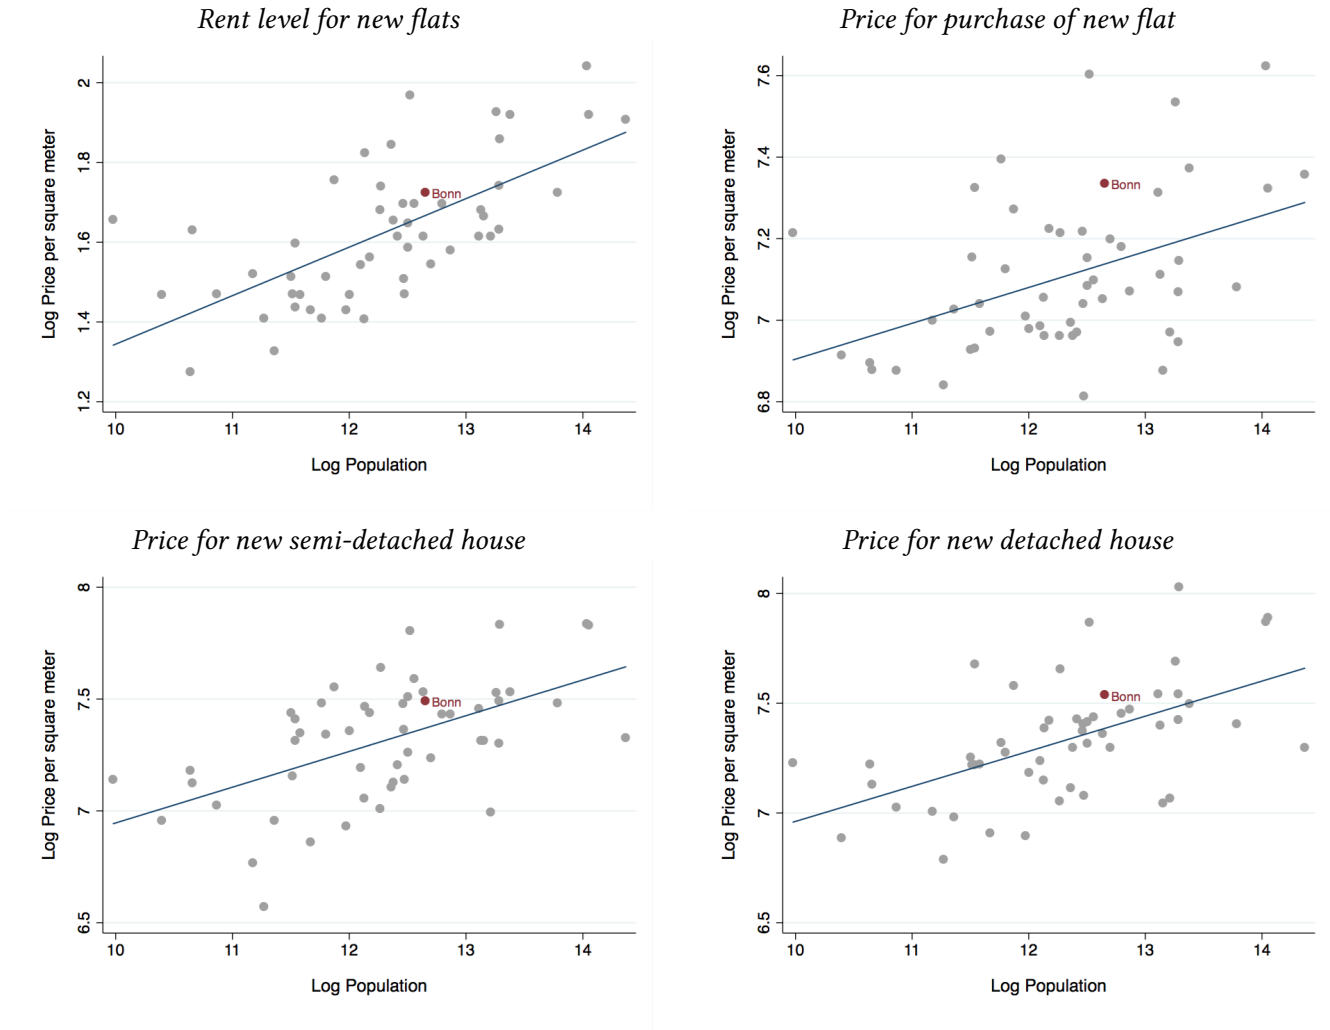 Rent level for new flats
Log Price per square meter
2
1.8
1.6
1.4
1.2
Bonn
10 11 12 13 14
Log Population
Price for purchase of new flat
Log Price per square meter
7.6
7.4
7.2
7
6.8
Bonn
10 11 12 13 14
Log Population
Price for new semi-detached house
Log Price per square meter
8
7.5
7
6.5
Bonn
10 11 12 13 14
Log Population
Price for new detached house
Log Price per square meter
8
7.5
7
6.5
Bonn
10 11 12 13 14
Log Population